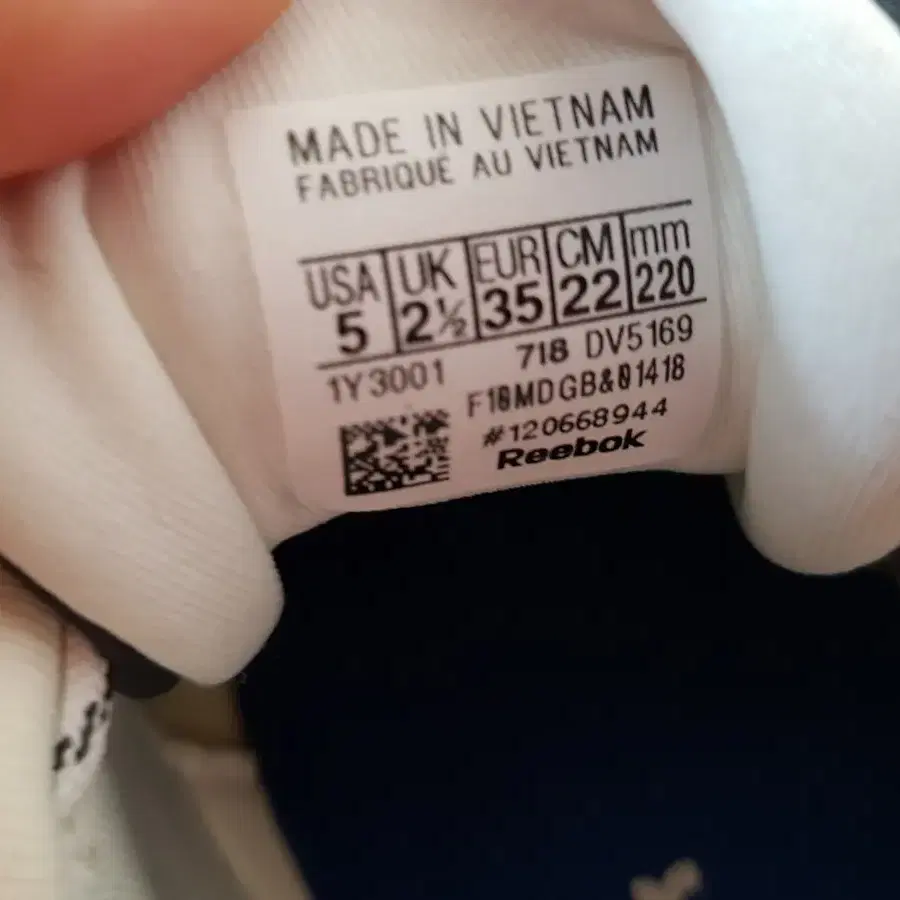 MADE IN VIETNAM
FABRIQUE AU VIETNAM
USA UK EUR CM mm
5 2½ 35 22 220
1Y3001 718 DV5169
F18MDGB&01418
#120668944
Reebok